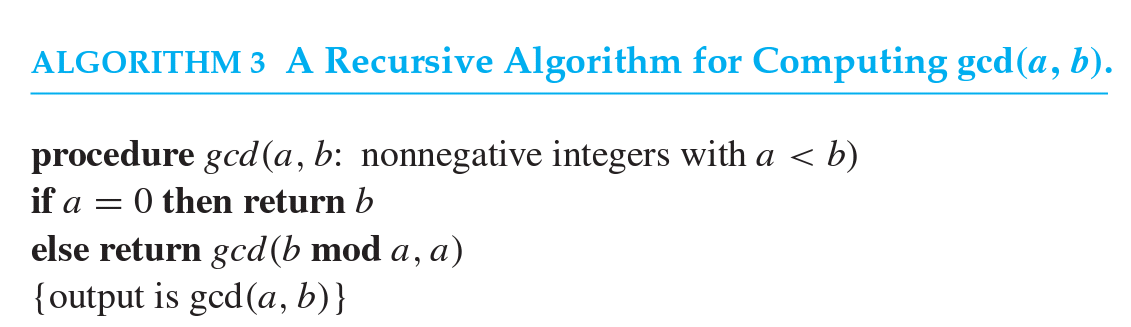 ALGORITHM 3 A Recursive Algorithm for Computing gcd(a, b).
procedure gcd(a, b: nonnegative integers with a < b)
if a = 0 then return b
else return gcd(b mod a, a)
{output is gcd(a, b)}